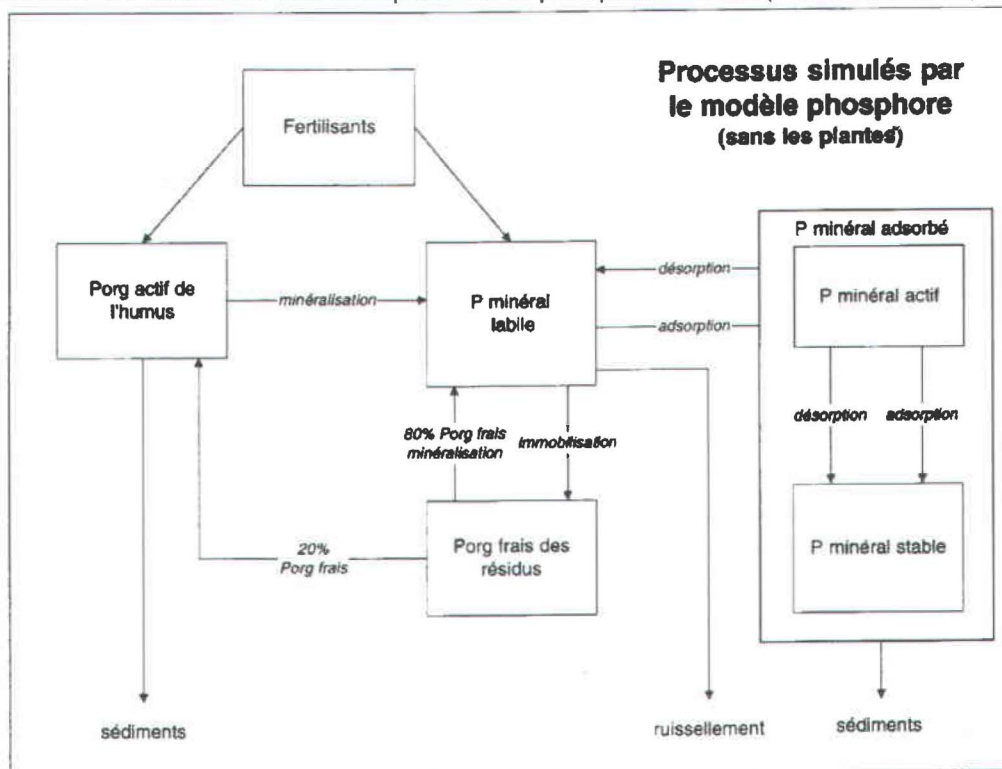 Processus simulés par
le modèle phosphore
(sans les plantes)
Fertilisants
P minéral adsorbé
Porg actif de
l'humus
minéralisation
P minéral
labile
désorption
adsorption
P minéral actif
désorption
adsorption
80% Porg frais
minéralisation
Immobilisation
20%
Porg frais
Porg frais des
résidus
P minéral stable
sédiments
ruissellement
sédiments